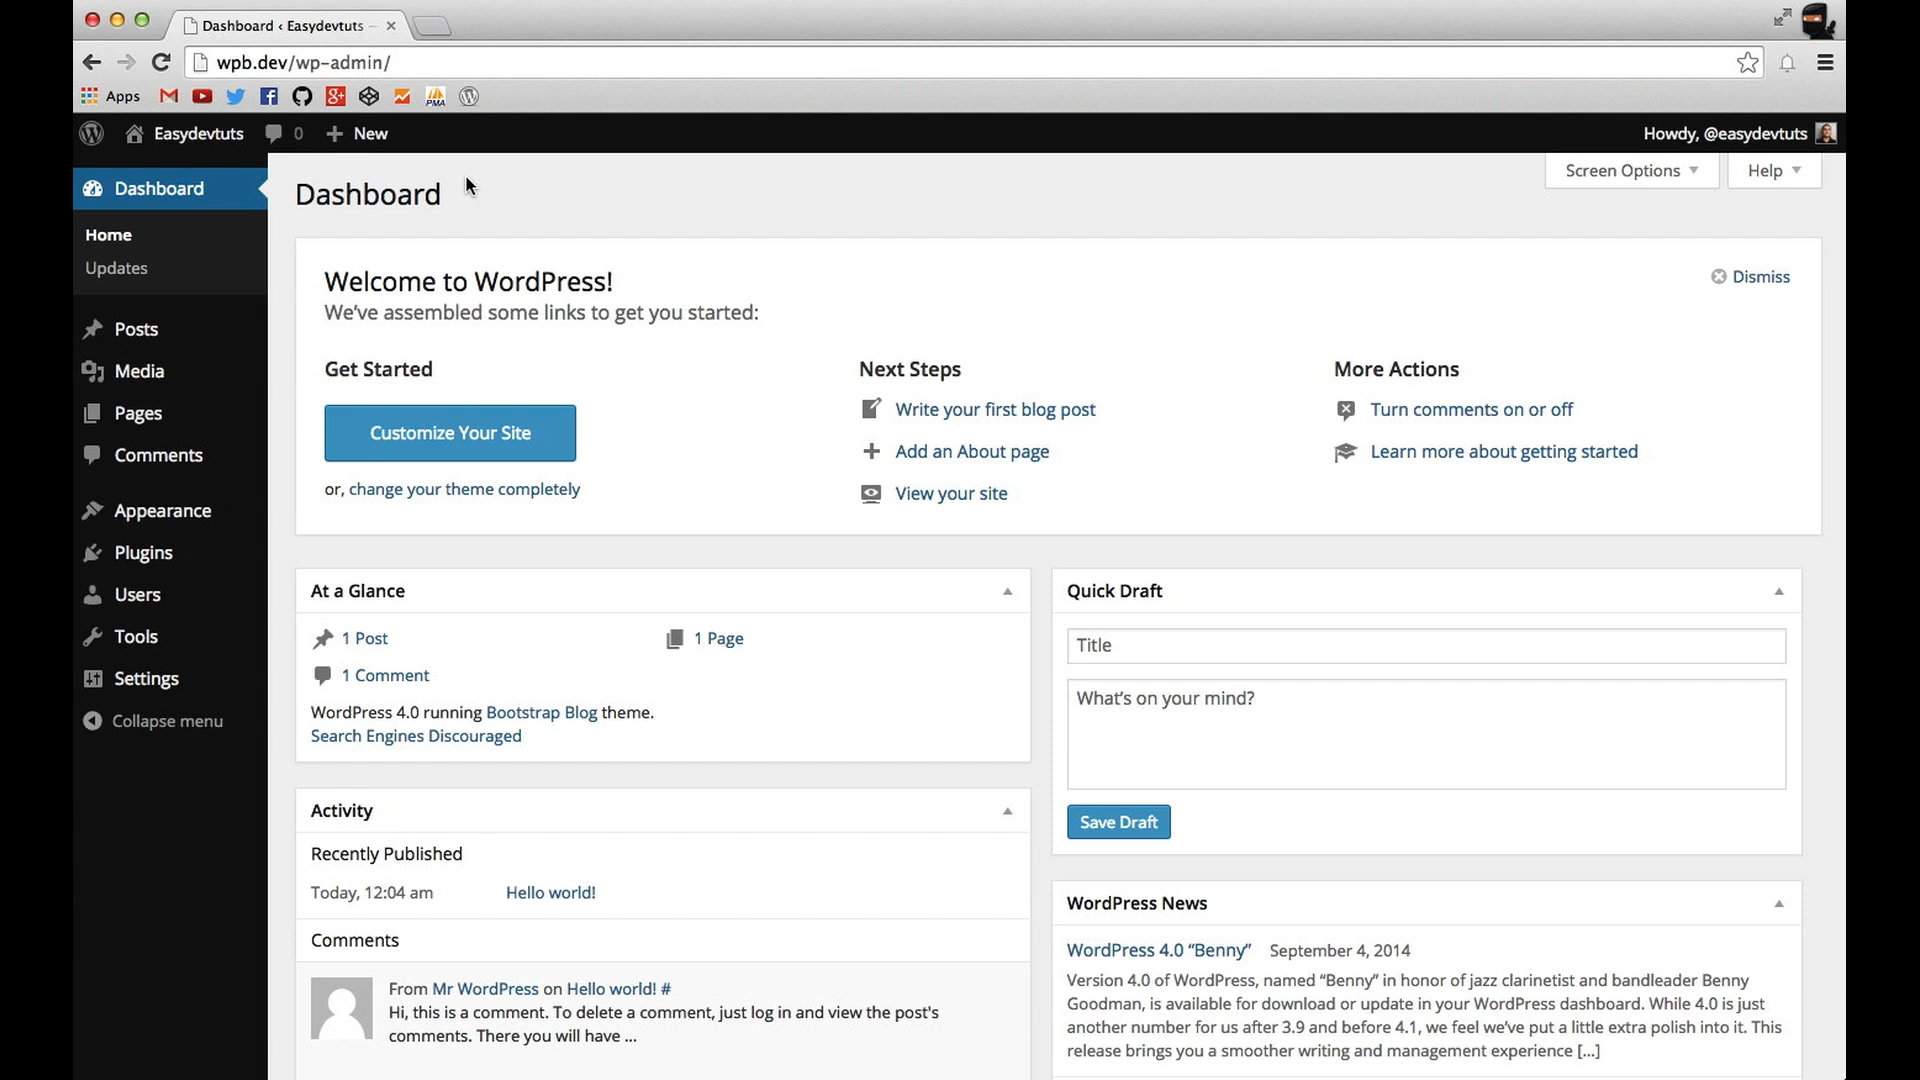 Dashboard ‹ Easydevtuts
wpb.dev/wp-admin/
Apps
PMA
Easydevtuts 0 + New
Howdy, @easydevtuts
Dashboard
Home
Updates
Posts
Media
Pages
Comments
Appearance
Plugins
Users
Tools
Settings
Collapse menu
Screen Options
Help
Dashboard
Welcome to WordPress!
Dismiss
We've assembled some links to get you started:
Get Started
Customize Your Site
or, change your theme completely
Next Steps
Write your first blog post
Add an About page
View your site
More Actions
Turn comments on or off
Learn more about getting started
At a Glance
1 Post
1 Page
1 Comment
WordPress 4.0 running Bootstrap Blog theme.
Search Engines Discouraged
Activity
Recently Published
Today, 12:04 am Hello world!
Comments
From Mr WordPress on Hello world! #
Hi, this is a comment. To delete a comment, just log in and view the post's
comments. There you will have ...
Quick Draft
Title
What's on your mind?
Save Draft
WordPress News
WordPress 4.0 “Benny” September 4, 2014
Version 4.0 of WordPress, named “Benny” in honor of jazz clarinetist and bandleader Benny
Goodman, is available for download or update in your WordPress dashboard. While 4.0 is just
another number for us after 3.9 and before 4.1, we feel we've put a little extra polish into it. This
release brings you a smoother writing and management experience [...]